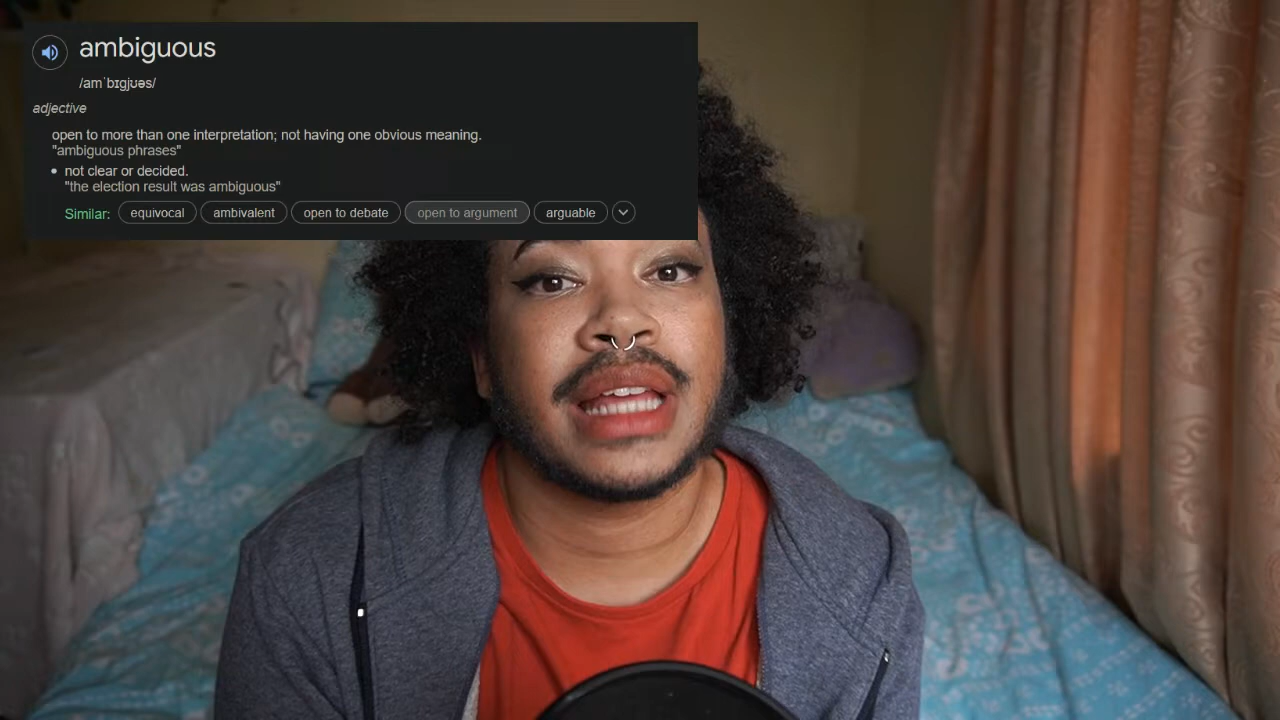 ambiguous
/amˈbɪɡjʊəs/
adjective
open to more than one interpretation; not having one obvious meaning.
"ambiguous phrases"
• not clear or decided.
"the election result was ambiguous"
Similar: equivocal ambivalent open to debate open to argument arguable